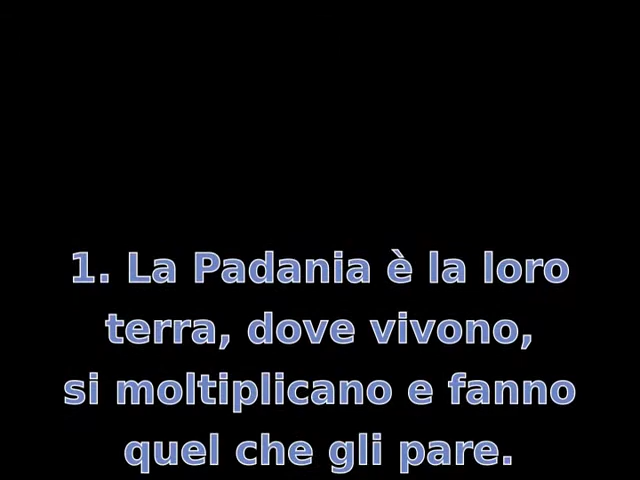 1. La Padania è la loro
terra, dove vivono,
si moltiplicano e fanno
quel che gli pare.